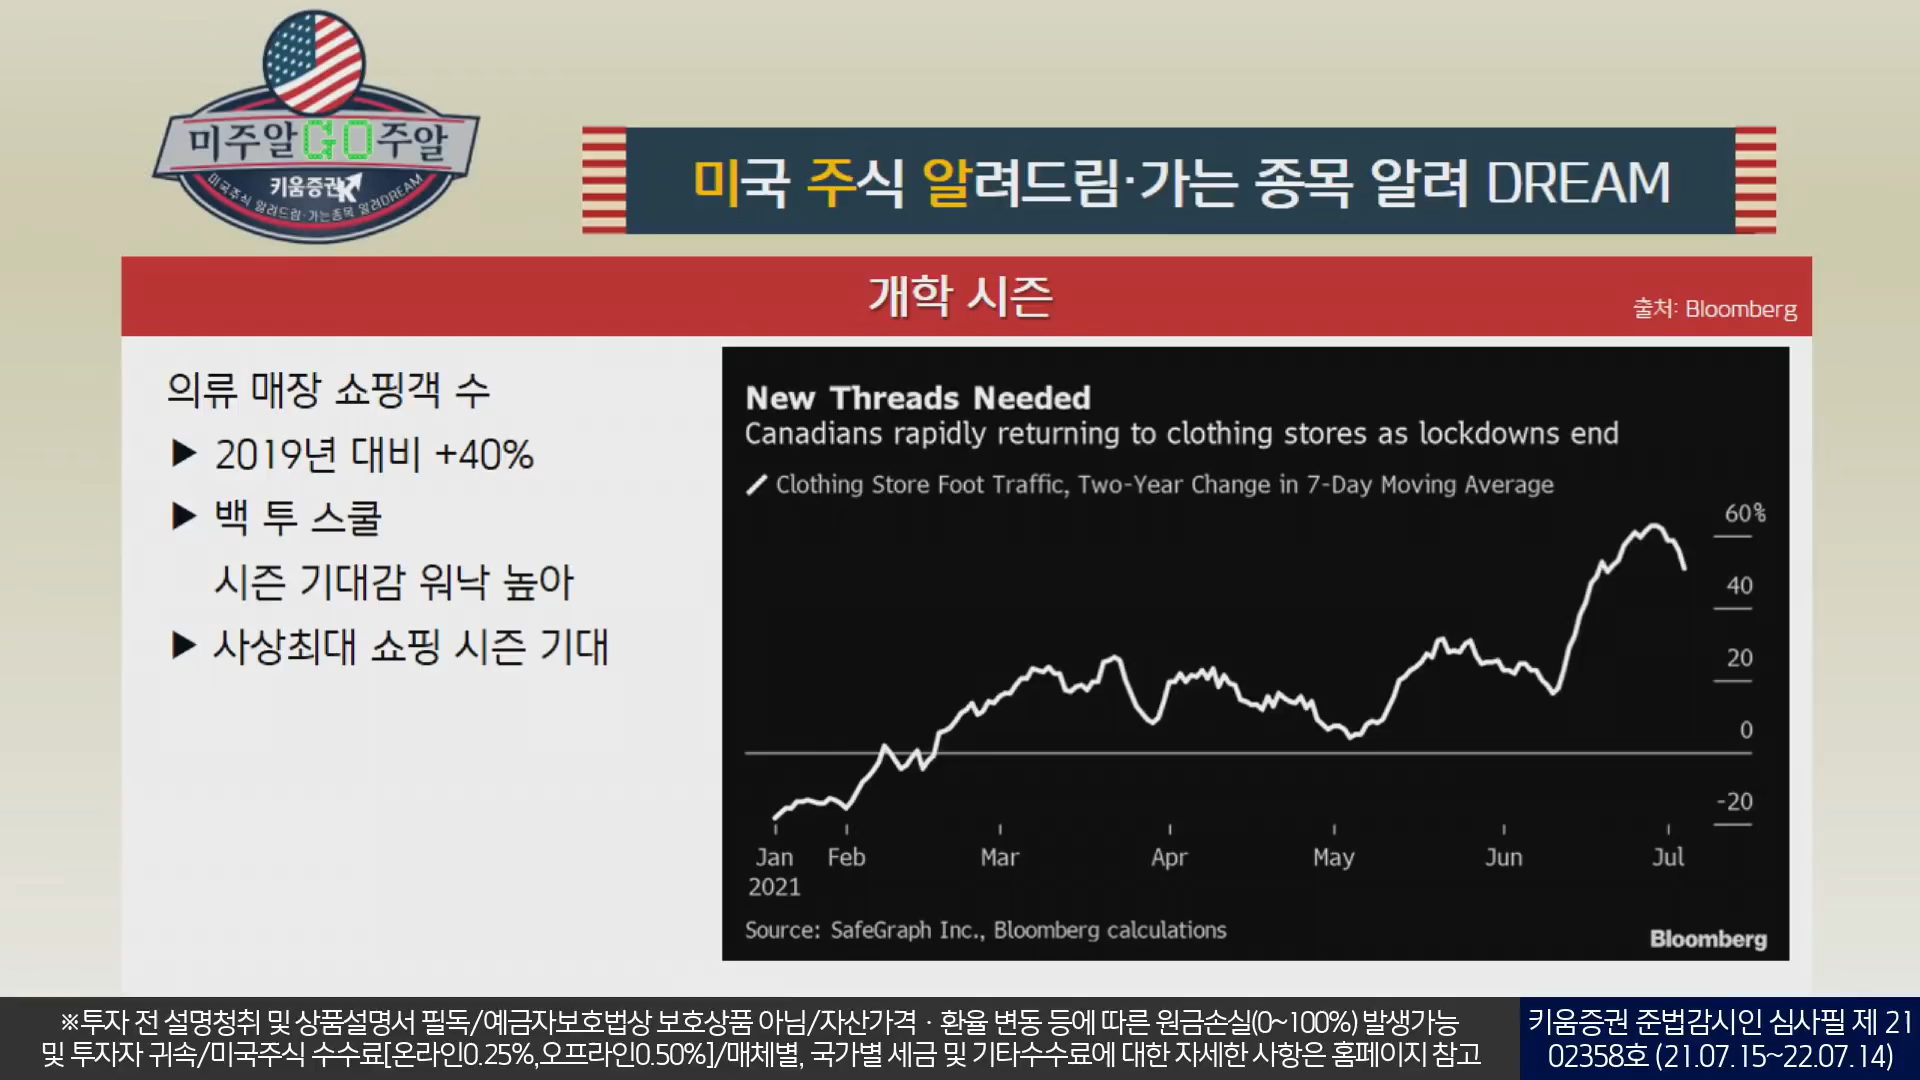 미주알GO주알
키움증권
미국주식 알려드림·가는종목 알려DREAM
미국 주식 알려드림·가는 종목 알려 DREAM
개학 시즌
출처: Bloomberg
의류 매장 쇼핑객 수
▶ 2019년 대비 +40%
▶ 백 투 스쿨
시즌 기대감 워낙 높아
▶ 사상최대 쇼핑 시즌 기대
New Threads Needed
Canadians rapidly returning to clothing stores as lockdowns end
Clothing Store Foot Traffic, Two-Year Change in 7-Day Moving Average
60%
40
20
0
-20
Jan Feb Mar Apr May Jun Jul
2021
Source: SafeGraph Inc., Bloomberg calculations
Bloomberg
※투자 전 설명청취 및 상품설명서 필독/예금자보호법상 보호상품 아님/자산가격 · 환율 변동 등에 따른 원금손실(0~100%) 발생가능
및 투자자 귀속/미국주식 수수료[온라인0.25%,오프라인0.50%]/매체별, 국가별 세금 및 기타수수료에 대한 자세한 사항은 홈페이지 참고
키움증권 준법감시인 심사필 제 21
02358호 (21.07.15~22.07.14)